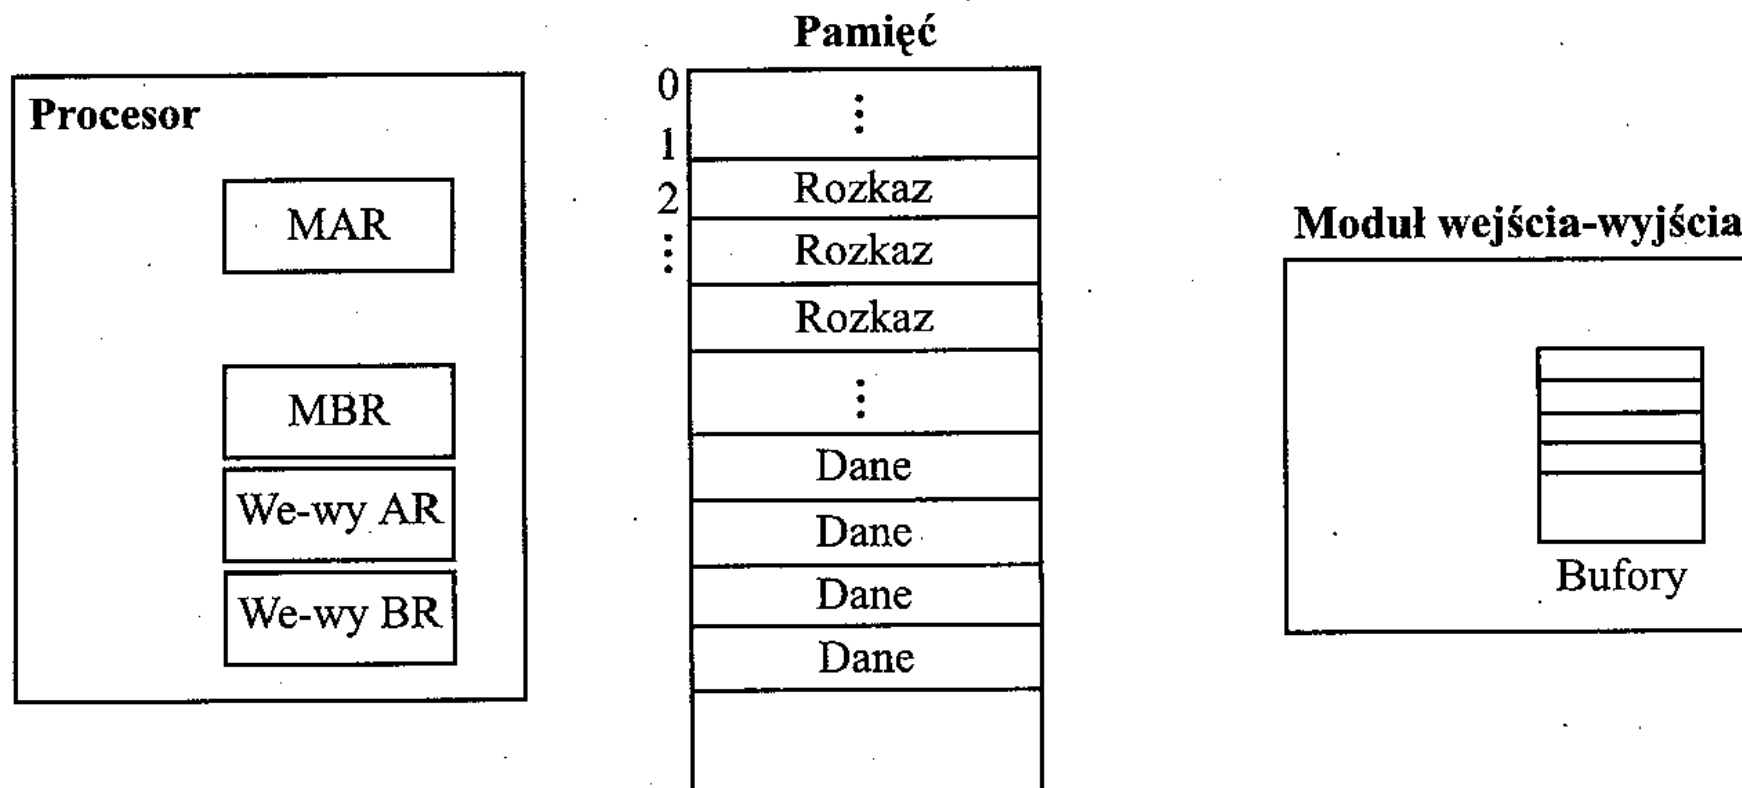 Procesor
MAR
MBR
We-wy AR
We-wy BR
Pamięć
0
1
2
Rozkaz
Rozkaz
Rozkaz
Dane
Dane
Dane
Dane
Moduł wejścia-wyjścia
Bufory